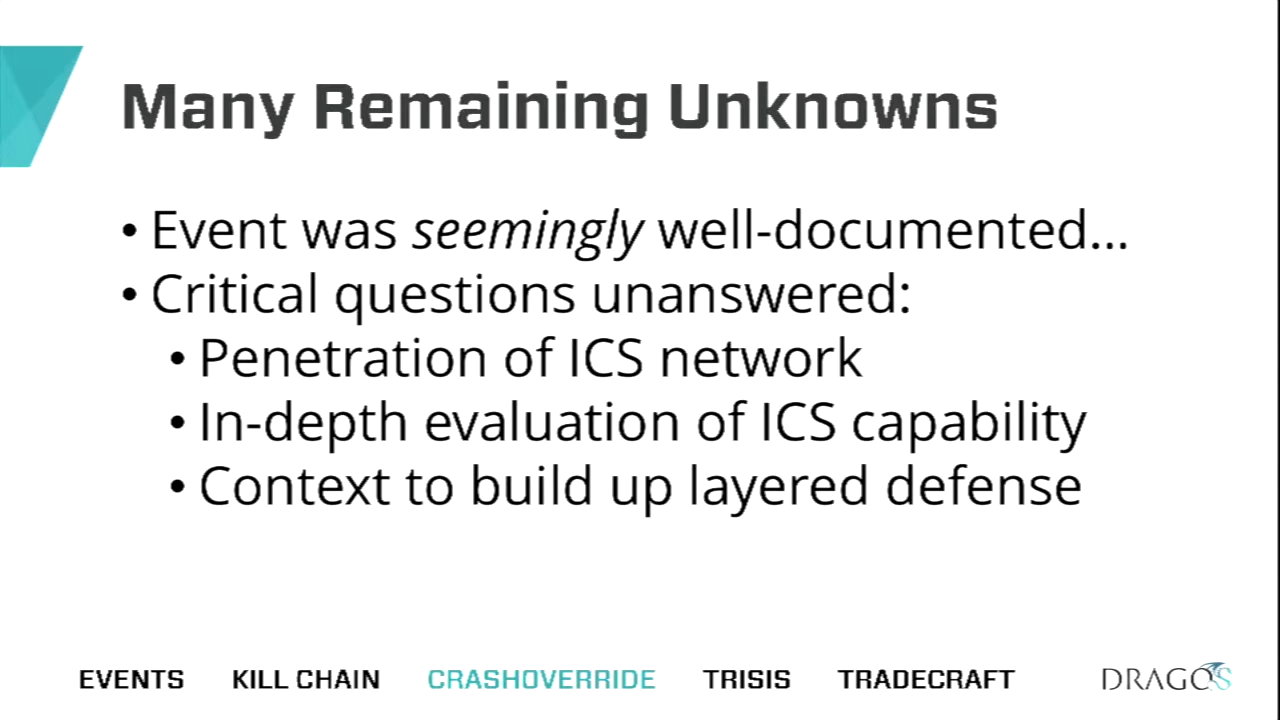 Many Remaining Unknowns
• Event was seemingly well-documented...
• Critical questions unanswered:
• Penetration of ICS network
• In-depth evaluation of ICS capability
• Context to build up layered defense
EVENTS KILL CHAIN CRASHOVERRIDE TRISIS TRADECRAFT DRAGOS